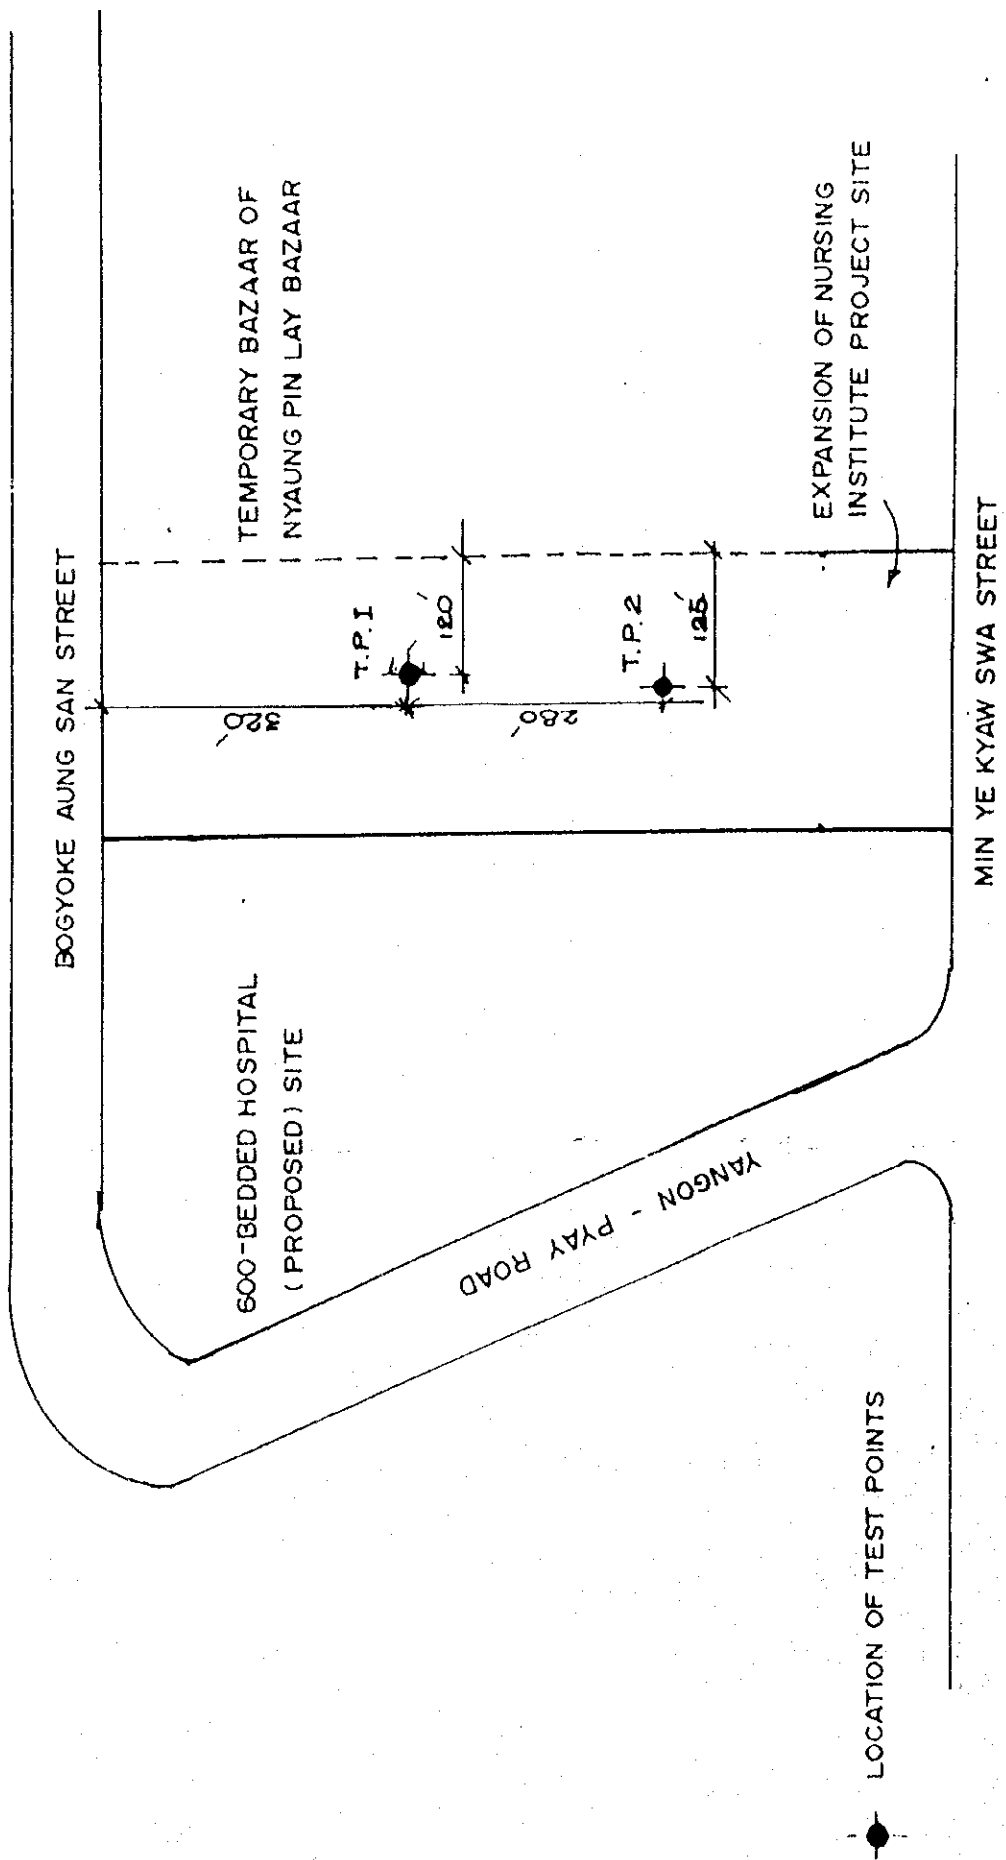 BOGYOKE AUNG SAN STREET
TEMPORARY BAZAAR OF
NYAUNG PIN LAY BAZAAR
600-BEDDED HOSPITAL
(PROPOSED) SITE
T.P.1
120'
320'
T.P.2
125'
280'
EXPANSION OF NURSING
INSTITUTE PROJECT SITE
YANGON - PYAY ROAD
MIN YE KYAW SWA STREET
LOCATION OF TEST POINTS